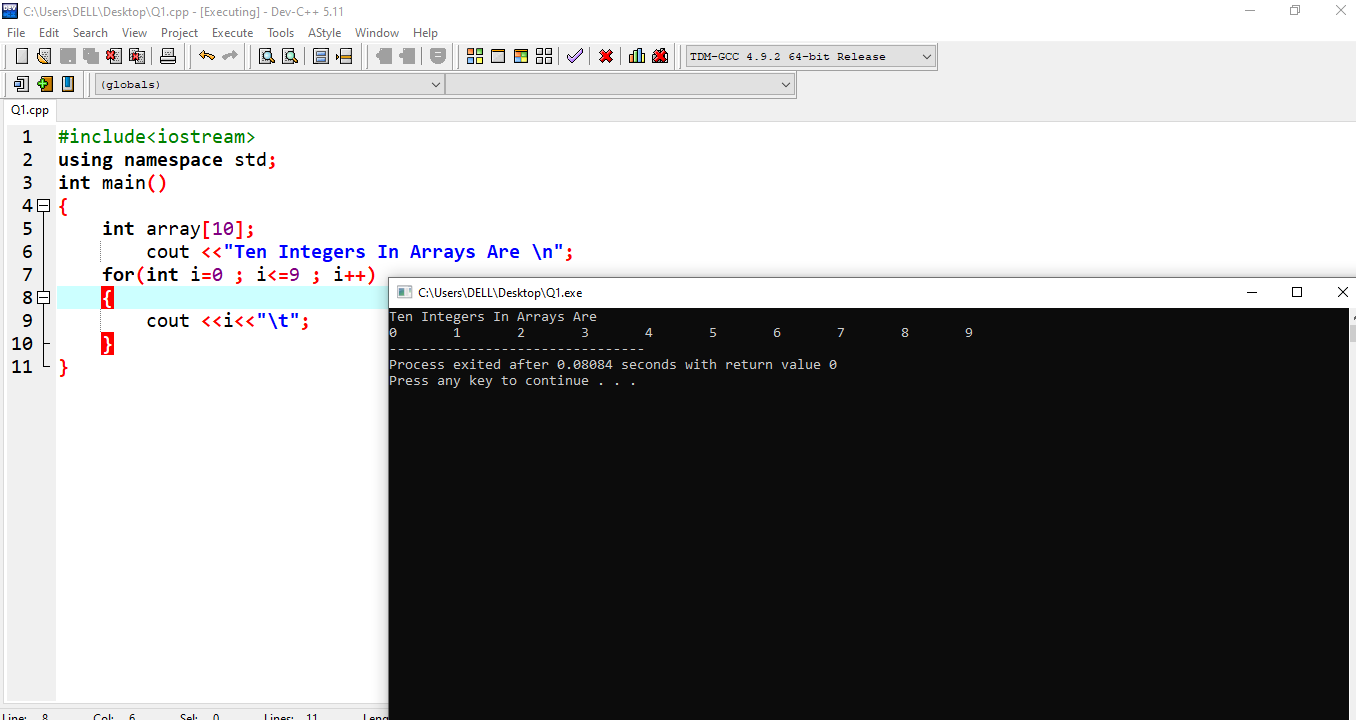 C:\Users\DELL\Desktop\Q1.cpp - [Executing] - Dev-C++ 5.11
File Edit Search View Project Execute Tools AStyle Window Help
TDM-GCC 4.9.2 64-bit Release
(globals)
Q1.cpp
1 #include<iostream>
2 using namespace std;
3 int main()
4 {
5 int array[10];
6 cout <<"Ten Integers In Arrays Are \n";
7 for(int i=0 ; i<=9 ; i++)
8 {
9 cout <<i<<"\t";
10 }
11 }
C:\Users\DELL\Desktop\Q1.exe
Ten Integers In Arrays Are
0 1 2 3 4 5 6 7 8 9
--------------------------------
Process exited after 0.08084 seconds with return value 0
Press any key to continue . . .
Line: 8 Col: 6 Sel: 0 Lines: 11